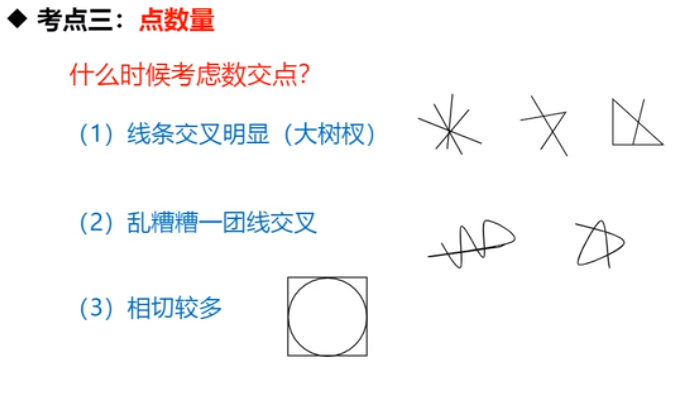 ◆ 考点三：点数量
什么时候考虑数交点？
（1）线条交叉明显（大树杈）
（2）乱糟糟一团线交叉
（3）相切较多